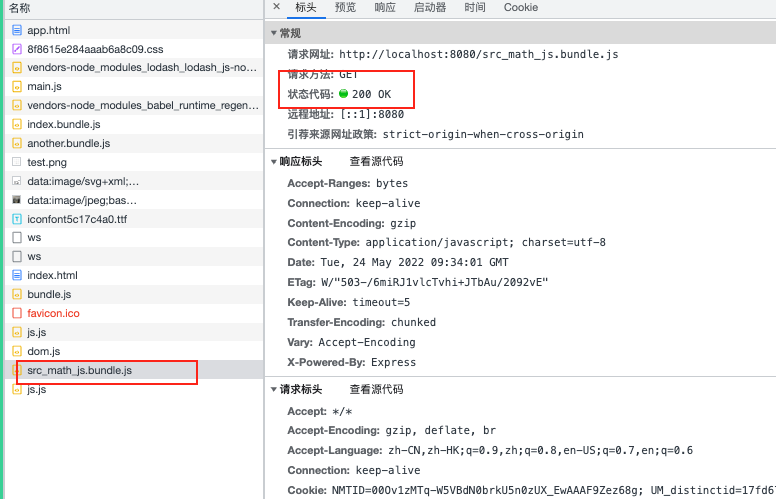 名称
app.html
8f8615e284aaab6a8c09.css
vendors-node_modules_lodash_lodash_js-no...
main.js
vendors-node_modules_babel_runtime_regen...
index.bundle.js
another.bundle.js
test.png
data:image/svg+xml;...
data:image/jpeg;bas...
iconfont5c17c4a0.ttf
ws
ws
index.html
bundle.js
favicon.ico
js.js
dom.js
src_math_js.bundle.js
js.js
× 标头 预览 响应 启动器 时间 Cookie
▼常规
请求网址: http://localhost:8080/src_math_js.bundle.js
请求方法: GET
状态代码: 200 OK
远程地址: [::1]:8080
引荐来源网址政策: strict-origin-when-cross-origin
▼响应标头 查看源代码
Accept-Ranges: bytes
Connection: keep-alive
Content-Encoding: gzip
Content-Type: application/javascript; charset=utf-8
Date: Tue, 24 May 2022 09:34:01 GMT
ETag: W/"503-/6miRJ1vlcTvhi+JTbAu/2092vE"
Keep-Alive: timeout=5
Transfer-Encoding: chunked
Vary: Accept-Encoding
X-Powered-By: Express
▼请求标头 查看源代码
Accept: */*
Accept-Encoding: gzip, deflate, br
Accept-Language: zh-CN,zh-HK;q=0.9,zh;q=0.8,en-US;q=0.7,en;q=0.6
Connection: keep-alive
Cookie: NMTID=00Ov1zMTq-W5VBdN0brkU5n0zUX_EwAAAF9Zez68g; UM_distinctid=17fd6